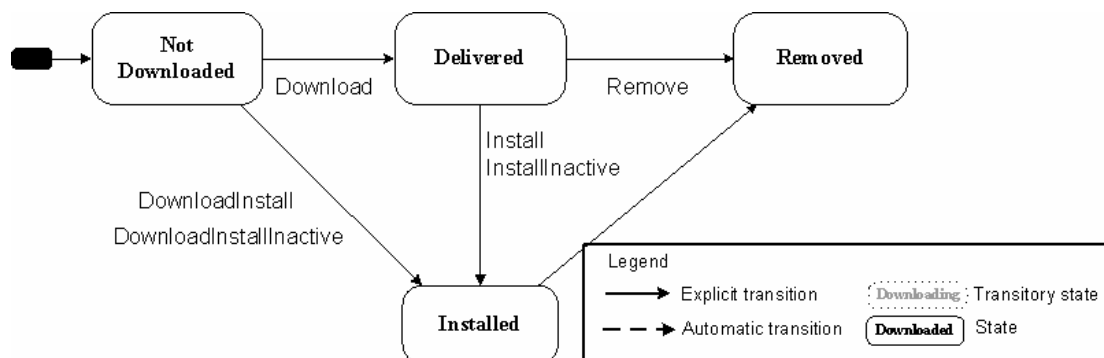 Not
Downloaded
Delivered
Removed
Download
Remove
Install
InstallInactive
DownloadInstall
DownloadInstallInactive
Installed
Legend
Explicit transition
Downloading
Transitory state
Automatic transition
Downloaded
State